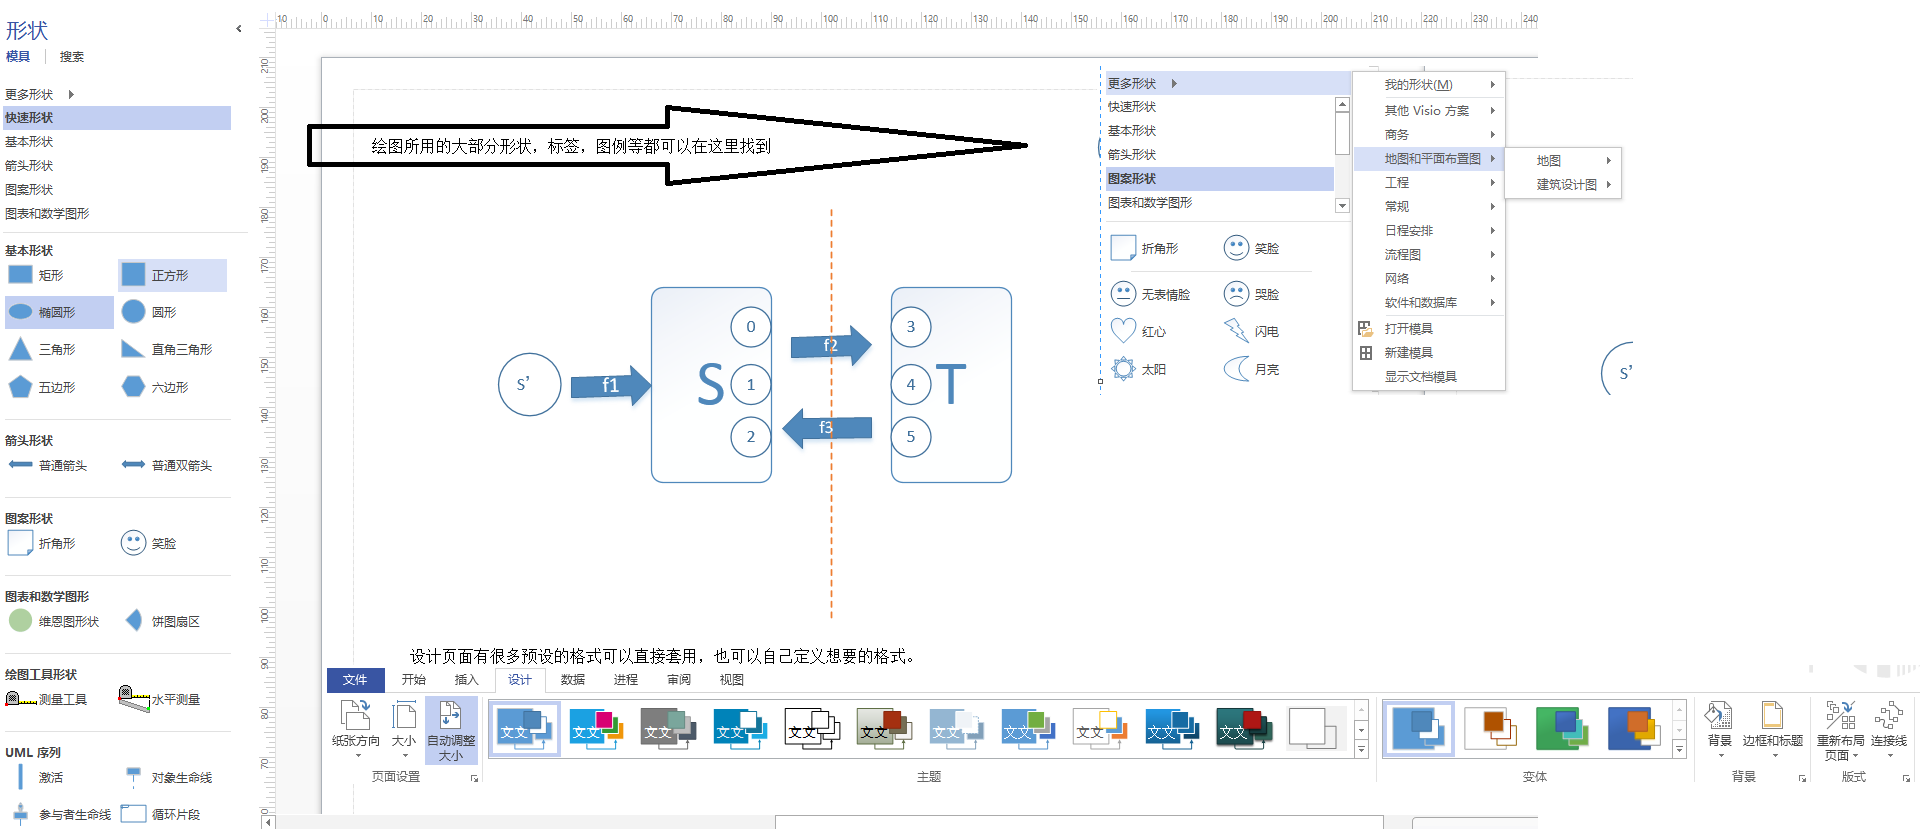 形状
模具 搜索
更多形状
快速形状
基本形状
箭头形状
图案形状
图表和数学图形
基本形状
矩形 正方形
椭圆形 圆形
三角形 直角三角形
五边形 六边形
箭头形状
普通箭头 普通双箭头
图案形状
折角形 笑脸
图表和数学图形
维恩图形状 饼图扇区
绘图工具形状
测量工具 水平测量
UML 序列
激活 对象生命线
参与者生命线 循环片段
10 0 10 20 30 40 50 60 70 80 90 100 110 120 130 140 150 160 170 180 190 200 210 220 230 240
210
200
190
180
170
160
150
140
130
120
110
100
90
80
70
绘图所用的大部分形状，标签，图例等都可以在这里找到
S’
f1
S
0
1
2
f2
f3
3
4
5
T
更多形状
快速形状
基本形状
箭头形状
图案形状
图表和数学图形
折角形 笑脸
无表情脸 哭脸
红心 闪电
太阳 月亮
我的形状(M)
其他 Visio 方案
商务
地图和平面布置图
工程
常规
日程安排
流程图
网络
软件和数据库
打开模具
新建模具
显示文档模具
地图
建筑设计图
S’
设计页面有很多预设的格式可以直接套用，也可以自己定义想要的格式。
文件 开始 插入 设计 数据 进程 审阅 视图
纸张方向 大小 自动调整大小
文文 文文 文文 文文 文文 文文 文文 文文 文文 文文 文文
背景 边框和标题 重新布局页面 连接线
页面设置 主题 变体 背景 版式